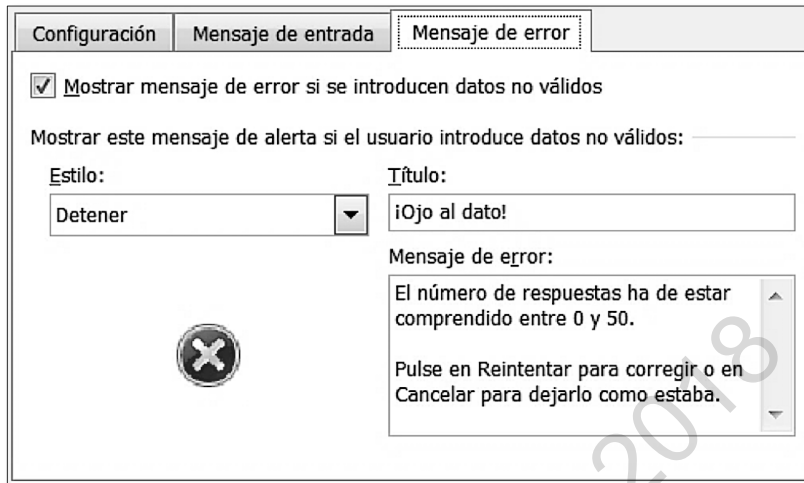 Configuración Mensaje de entrada Mensaje de error
Mostrar mensaje de error si se introducen datos no válidos
Mostrar este mensaje de alerta si el usuario introduce datos no válidos:
Estilo:
Detener
Título:
¡Ojo al dato!
Mensaje de error:
El número de respuestas ha de estar
comprendido entre 0 y 50.
Pulse en Reintentar para corregir o en
Cancelar para dejarlo como estaba.
2018